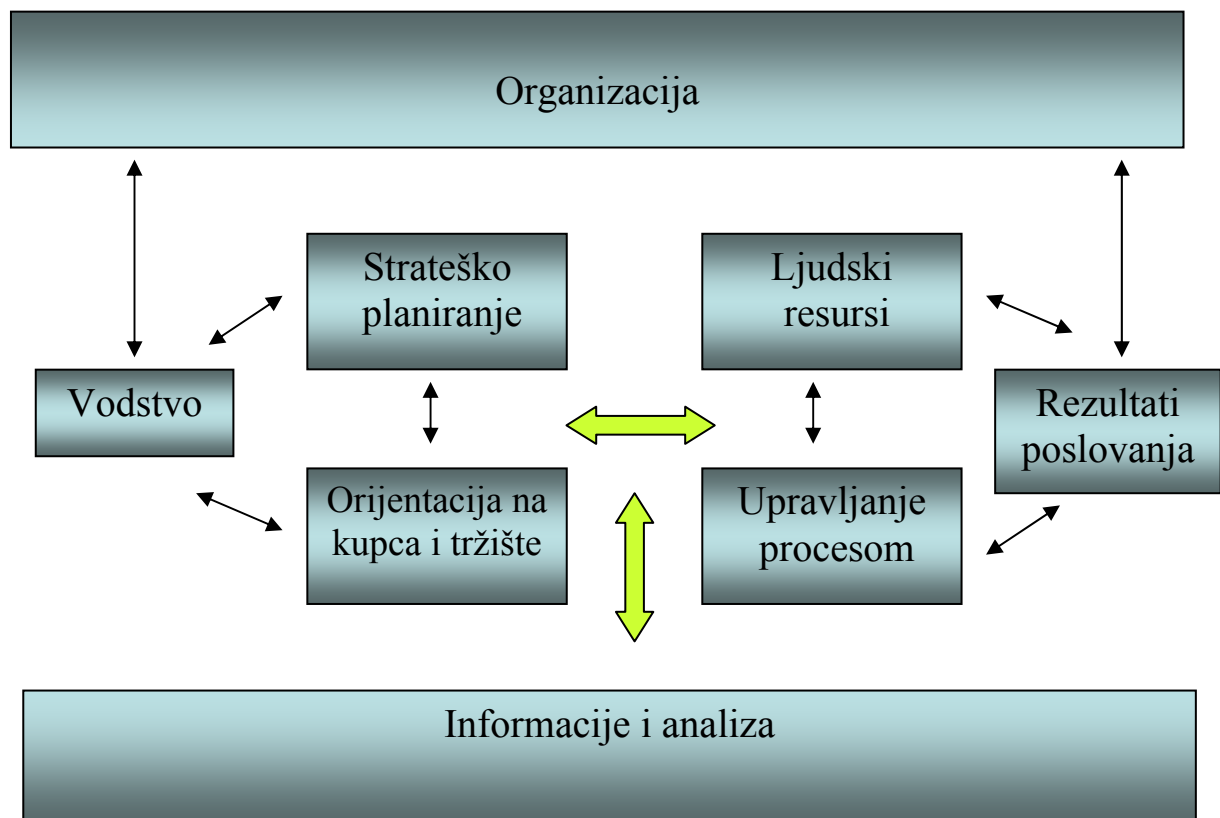 Organizacija
Strateško
planiranje
Ljudski
resursi
Vodstvo
Rezultati
poslovanja
Orijentacija na
kupca i tržište
Upravljanje
procesom
Informacije i analiza